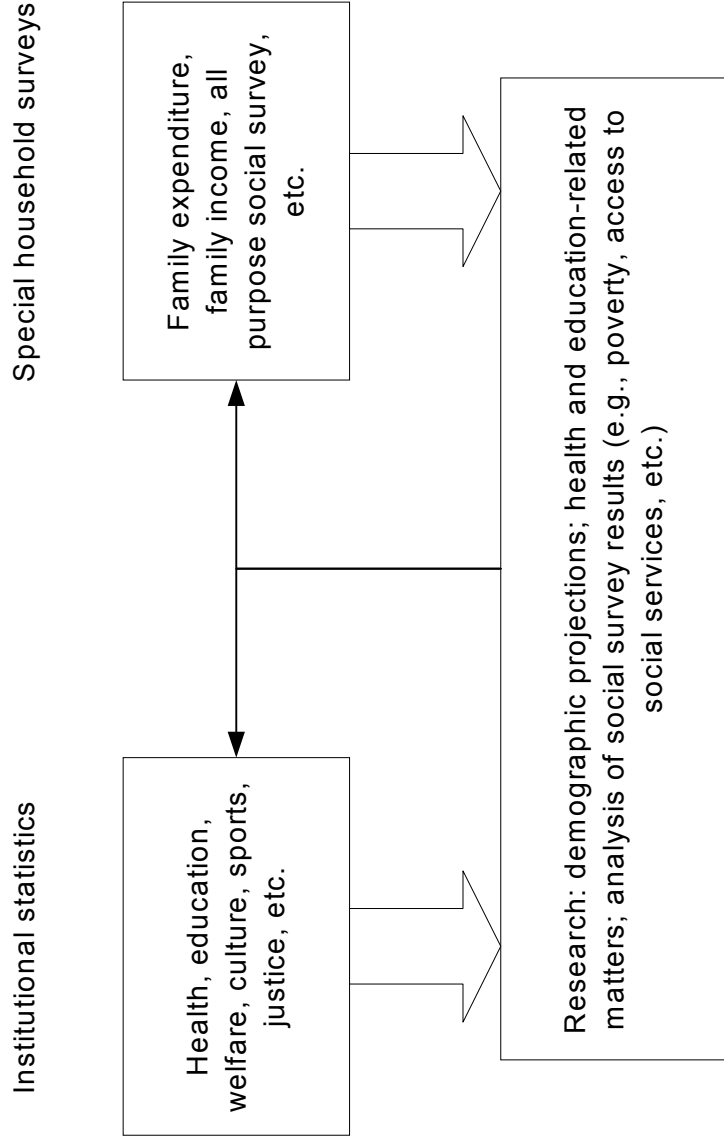 Institutional statistics
Special household surveys
Health, education,
welfare, culture, sports,
justice, etc.
Family expenditure,
family income, all
purpose social survey,
etc.
Research: demographic projections; health and education-related
matters; analysis of social survey results (e.g., poverty, access to
social services, etc.)